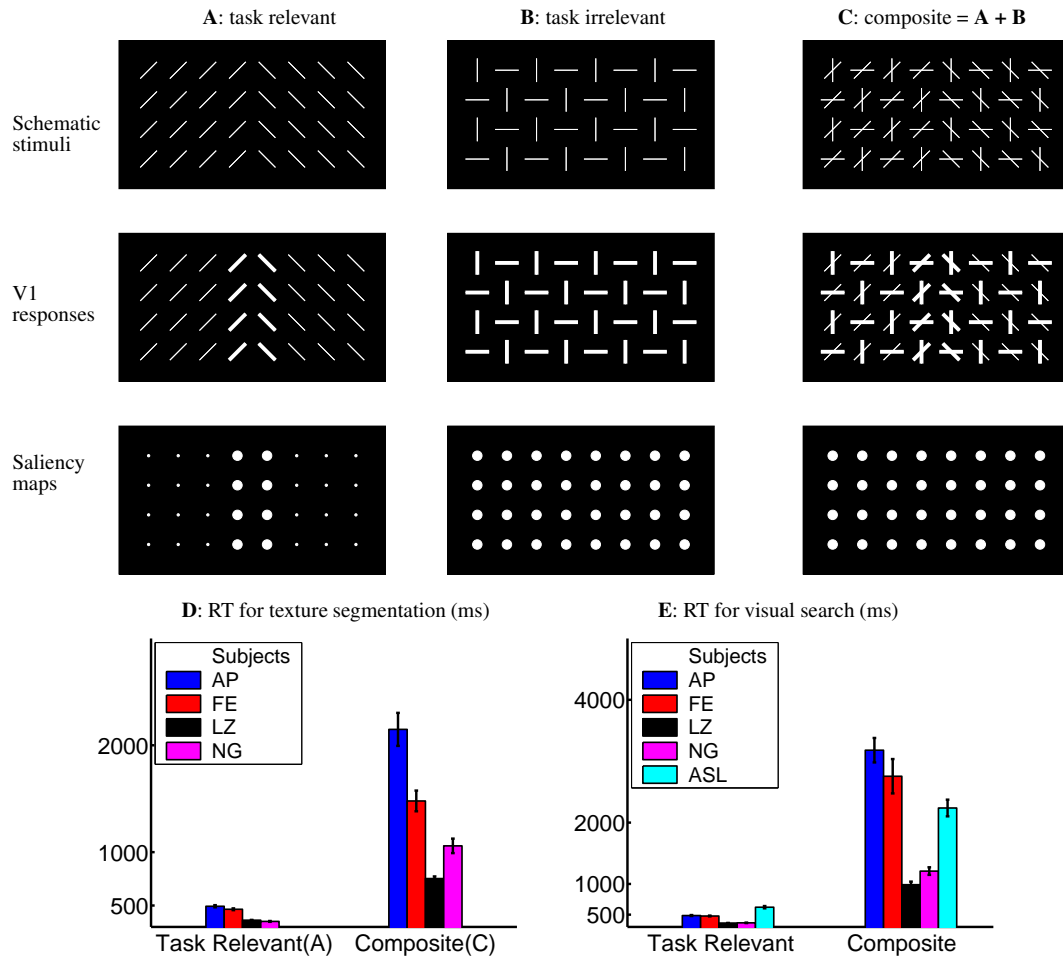 A: task relevant
B: task irrelevant
C: composite = A + B
Schematic
stimuli
V1
responses
Saliency
maps
D: RT for texture segmentation (ms)
E: RT for visual search (ms)
Subjects
AP
FE
LZ
NG
2000
1000
500
Task Relevant(A)
Composite(C)
Subjects
AP
FE
LZ
NG
ASL
4000
2000
1000
500
Task Relevant
Composite